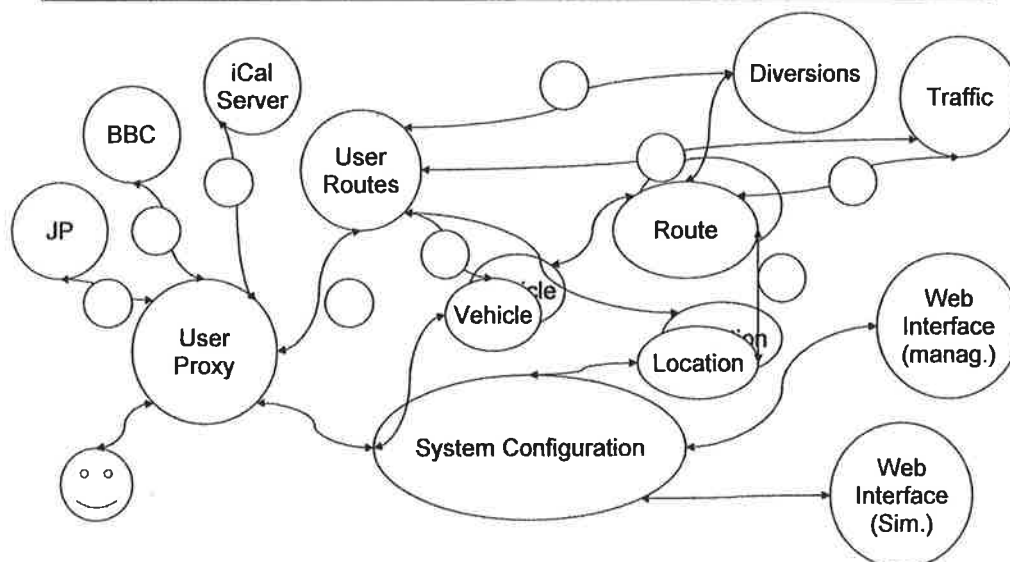 iCal
Server
BBC
JP
User
Routes
Diversions
Traffic
Route
Vehicle
Location
User
Proxy
System Configuration
Web
Interface
(manag.)
Web
Interface
(Sim.)